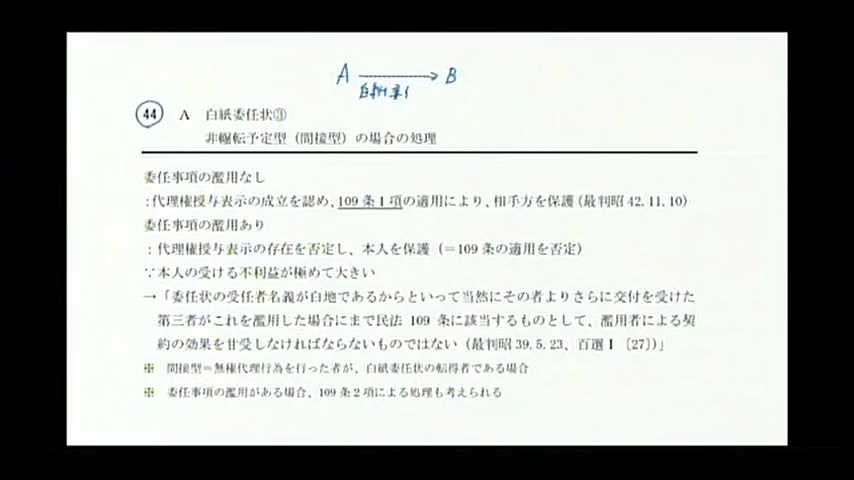 A → B
白紙委任
44 A 白紙委任状③
非輾転予定型（間接型）の場合の処理
委任事項の濫用なし
：代理権授与表示の成立を認め、109条1項の適用により、相手方を保護（最判昭42.11.10）
委任事項の濫用あり
：代理権授与表示の存在を否定し、本人を保護（＝109条の適用を否定）
∵本人の受ける不利益が極めて大きい
→「委任状の受任者名義が白地であるからといって当然にその者よりさらに交付を受けた
第三者がこれを濫用した場合にまで民法 109 条に該当するものとして、濫用者による契
約の効果を甘受しなければならないものではない（最判昭39.5.23、百選Ⅰ〔27〕）」
※ 間接型＝無権代理行為を行った者が、白紙委任状の転得者である場合
※ 委任事項の濫用がある場合、109条2項による処理も考えられる